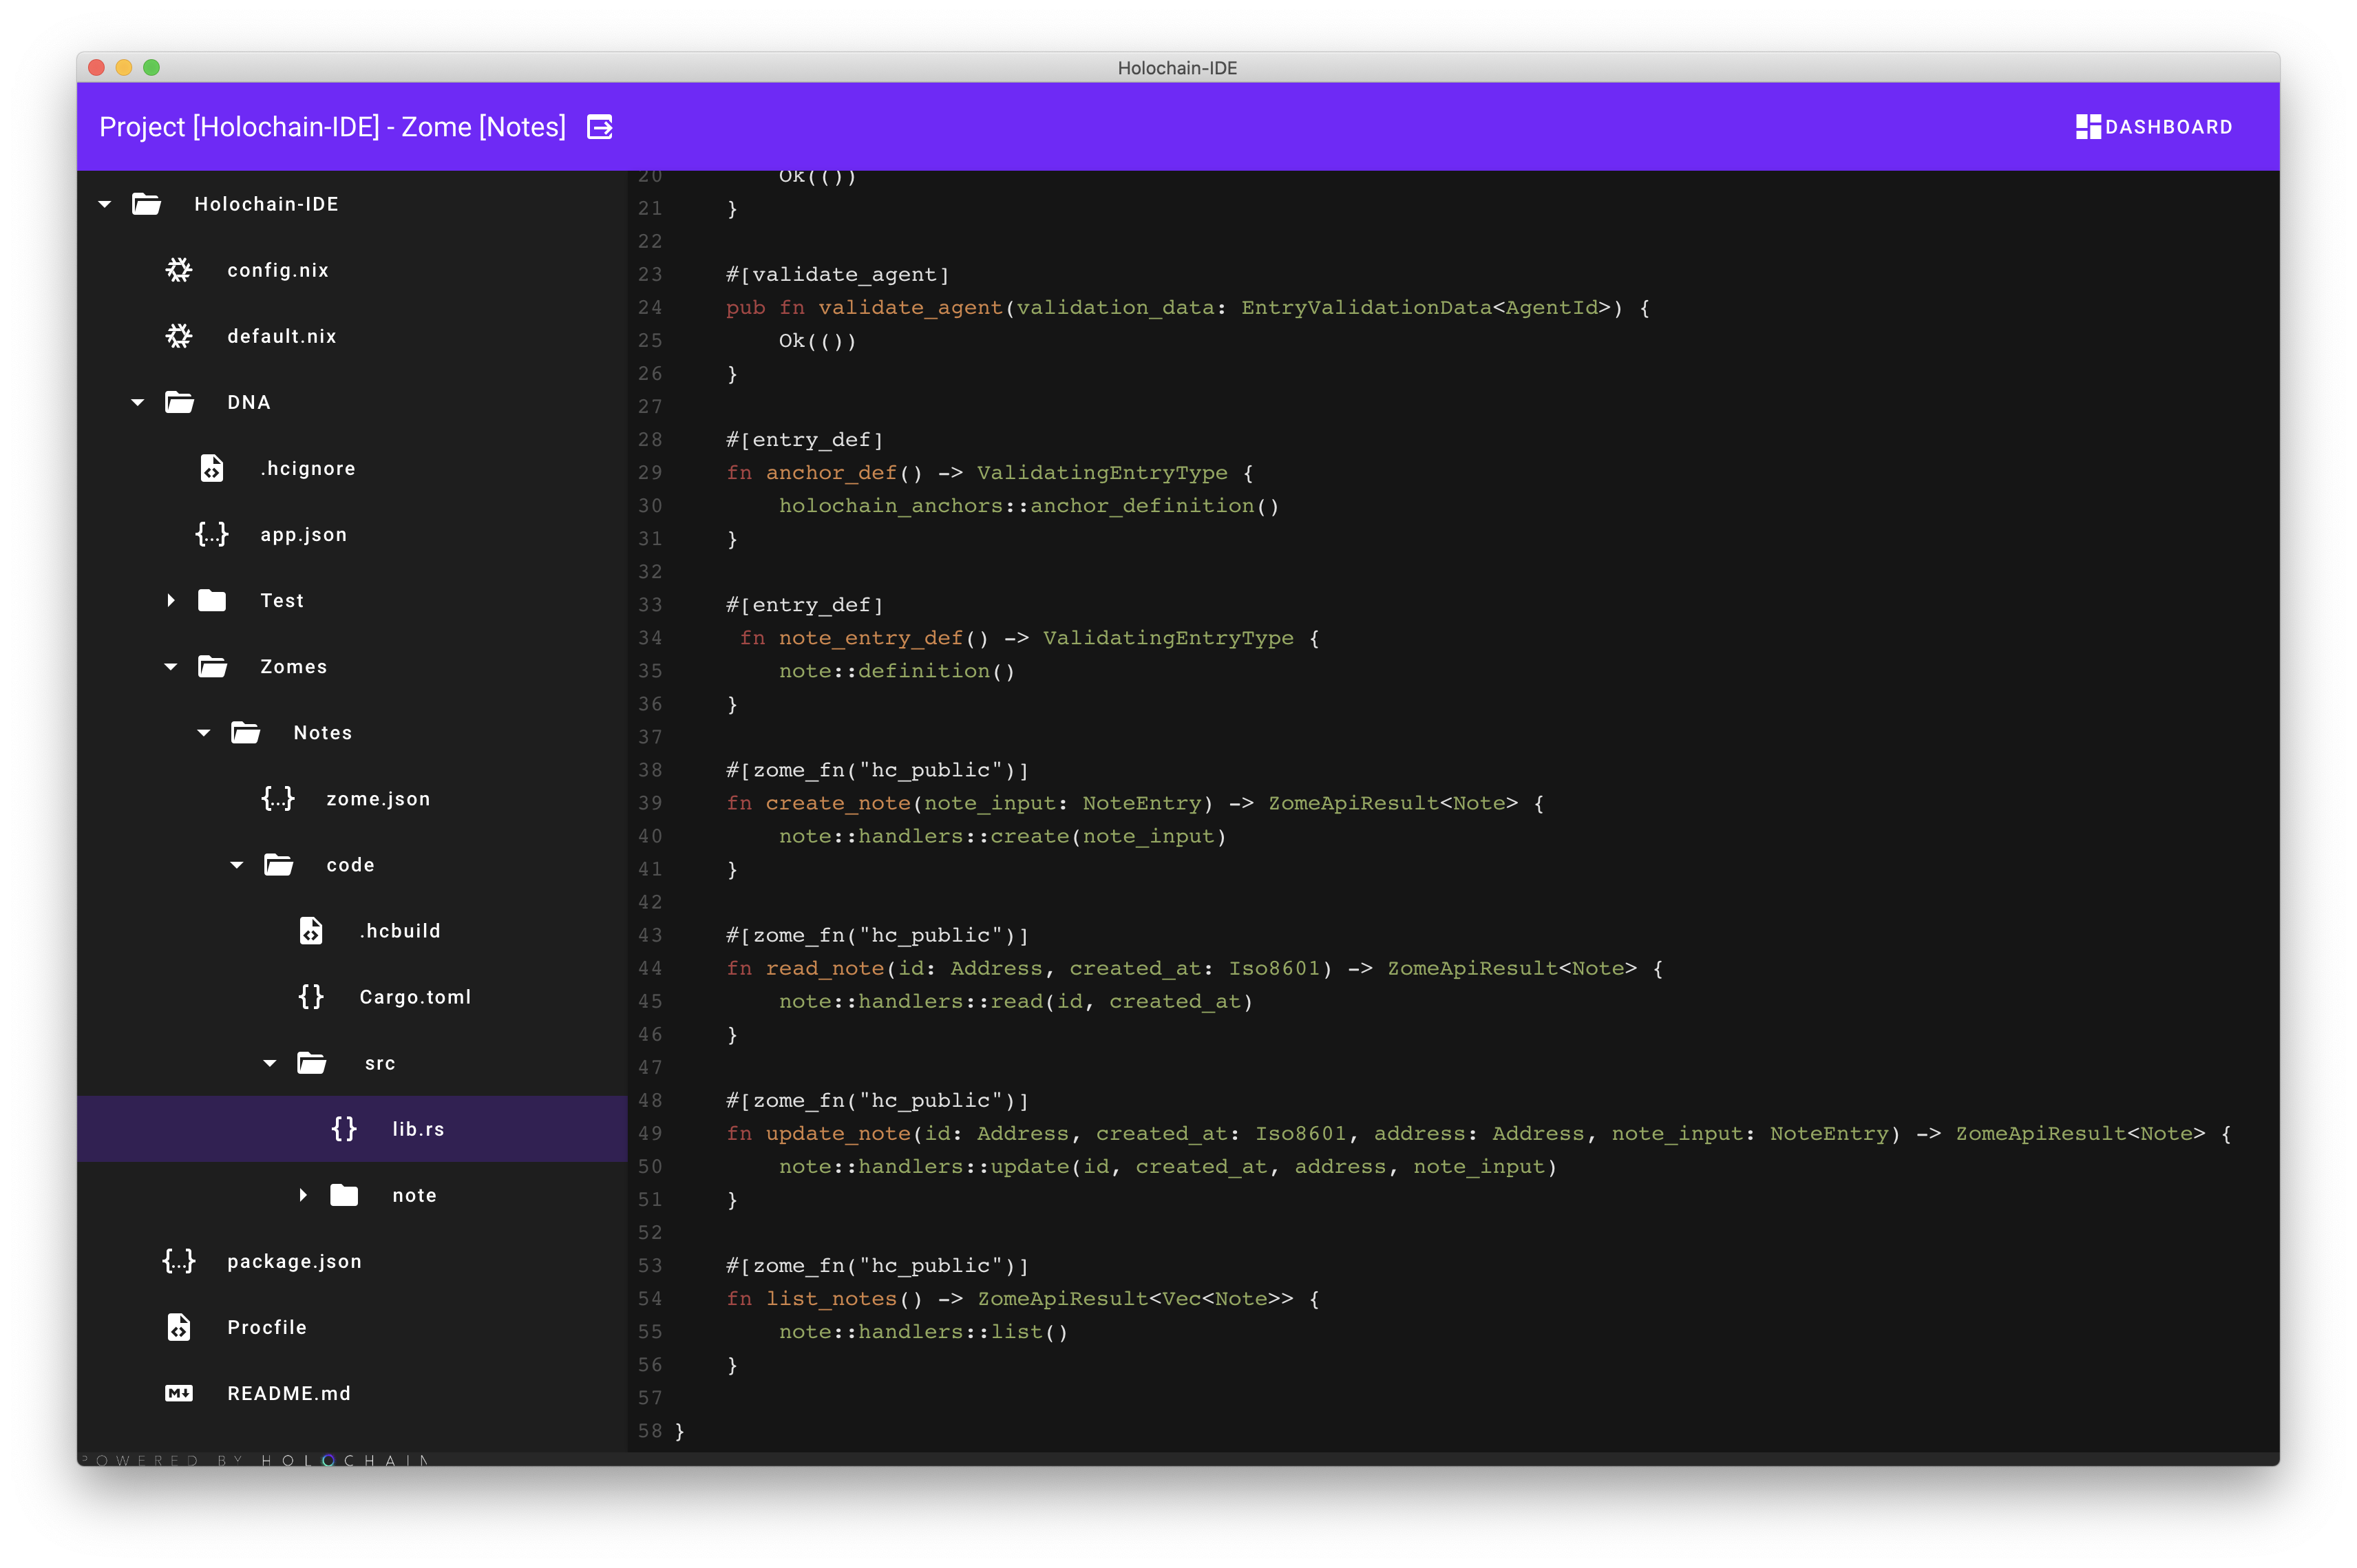 Holochain-IDE
Project [Holochain-IDE] - Zome [Notes]
DASHBOARD
Holochain-IDE
config.nix
default.nix
DNA
.hcignore
{...} app.json
Test
Zomes
Notes
{...} zome.json
code
.hcbuild
{} Cargo.toml
src
{} lib.rs
note
{...} package.json
Procfile
M README.md
POWERED BY HOLOCHAIN
20         Ok(())
21     }
22
23     #[validate_agent]
24     pub fn validate_agent(validation_data: EntryValidationData<AgentId>) {
25         Ok(())
26     }
27
28     #[entry_def]
29     fn anchor_def() -> ValidatingEntryType {
30         holochain_anchors::anchor_definition()
31     }
32
33     #[entry_def]
34      fn note_entry_def() -> ValidatingEntryType {
35         note::definition()
36     }
37
38     #[zome_fn("hc_public")]
39     fn create_note(note_input: NoteEntry) -> ZomeApiResult<Note> {
40         note::handlers::create(note_input)
41     }
42
43     #[zome_fn("hc_public")]
44     fn read_note(id: Address, created_at: Iso8601) -> ZomeApiResult<Note> {
45         note::handlers::read(id, created_at)
46     }
47
48     #[zome_fn("hc_public")]
49     fn update_note(id: Address, created_at: Iso8601, address: Address, note_input: NoteEntry) -> ZomeApiResult<Note> {
50         note::handlers::update(id, created_at, address, note_input)
51     }
52
53     #[zome_fn("hc_public")]
54     fn list_notes() -> ZomeApiResult<Vec<Note>> {
55         note::handlers::list()
56     }
57
58 }